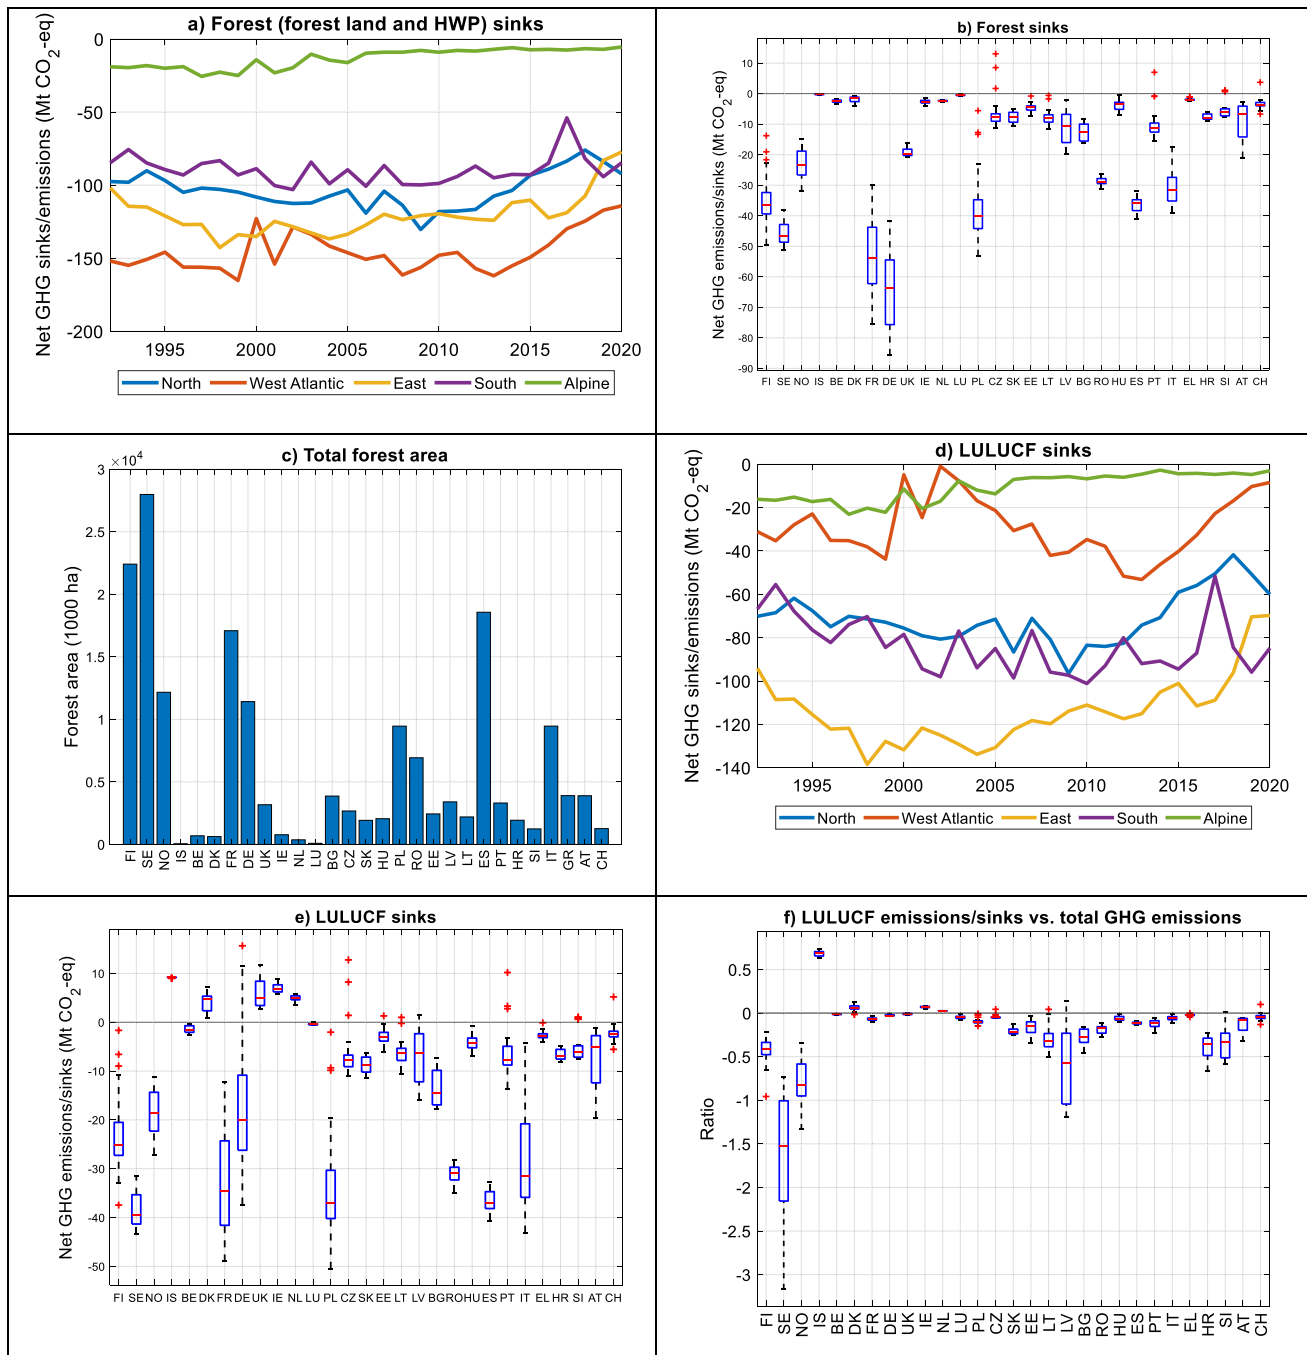 a) Forest (forest land and HWP) sinks
Net GHG sinks/emissions (Mt CO2-eq)
0
-50
-100
-150
-200
1995 2000 2005 2010 2015 2020
North West Atlantic East South Alpine
b) Forest sinks
Net GHG emissions/sinks (Mt CO2-eq)
10
0
-10
-20
-30
-40
-50
-60
-70
-80
-90
FI SE NO IS BE DK FR DE UK IE NL LU PL CZ SK EE LT LV BG RO HU ES PT IT EL HR SI AT CH
c) Total forest area
×10^4
Forest area (1000 ha)
3
2.5
2
1.5
1
0.5
0
FI SE NO IS BE DK FR DE UK IE NL LU BG CZ SK HU PL RO EE LV LT ES PT HR SI IT GR AT CH
d) LULUCF sinks
Net GHG sinks/emissions (Mt CO2-eq)
0
-20
-40
-60
-80
-100
-120
-140
1995 2000 2005 2010 2015 2020
North West Atlantic East South Alpine
e) LULUCF sinks
Net GHG emissions/sinks (Mt CO2-eq)
10
0
-10
-20
-30
-40
-50
FI SE NO IS BE DK FR DE UK IE NL LU PL CZ SK EE LT LV BG RO HU ES PT IT EL HR SI AT CH
f) LULUCF emissions/sinks vs. total GHG emissions
Ratio
0.5
0
-0.5
-1
-1.5
-2
-2.5
-3
FI SE NO IS BE DK FR DE UK IE NL LU PL CZ SK EE LT LV BG RO HU ES PT IT EL HR SI AT CH